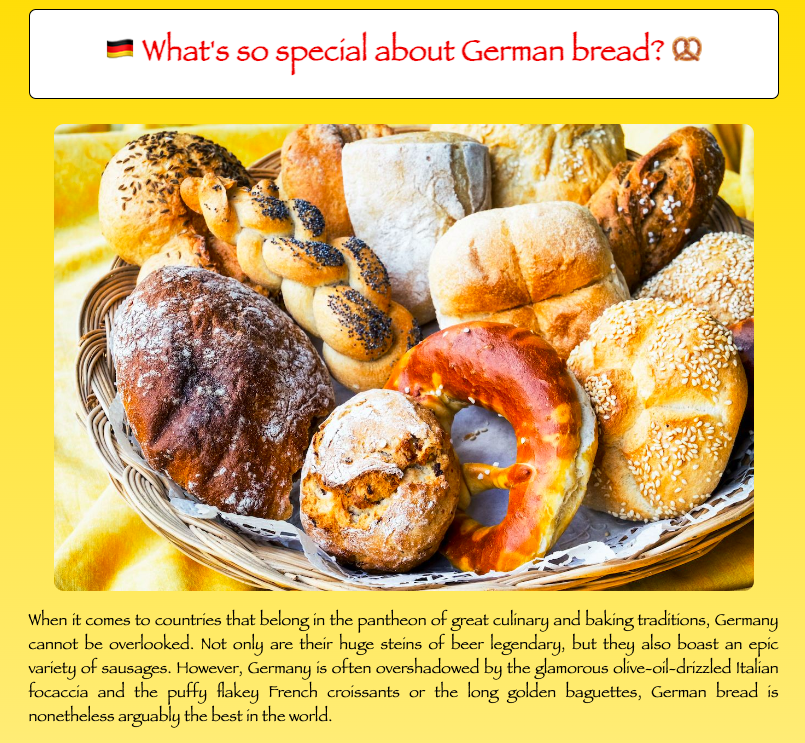 🇩🇪 What's so special about German bread? 🥨
When it comes to countries that belong in the pantheon of great culinary and baking traditions, Germany
cannot be overlooked. Not only are their huge steins of beer legendary, but they also boast an epic
variety of sausages. However, Germany is often overshadowed by the glamorous olive-oil-drizzled Italian
focaccia and the puffy flakey French croissants or the long golden baguettes, German bread is
nonetheless arguably the best in the world.